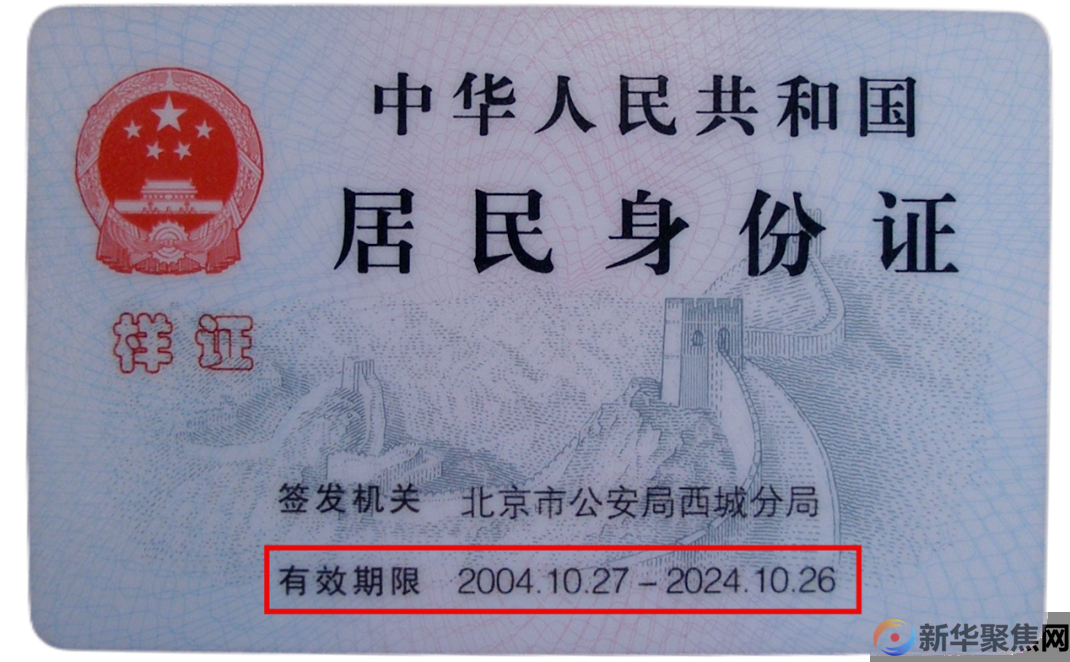 中华人民共和国
居民身份证
样证
签发机关 北京市公安局西城分局
有效期限 2004.10.27-2024.10.26
新华聚焦网